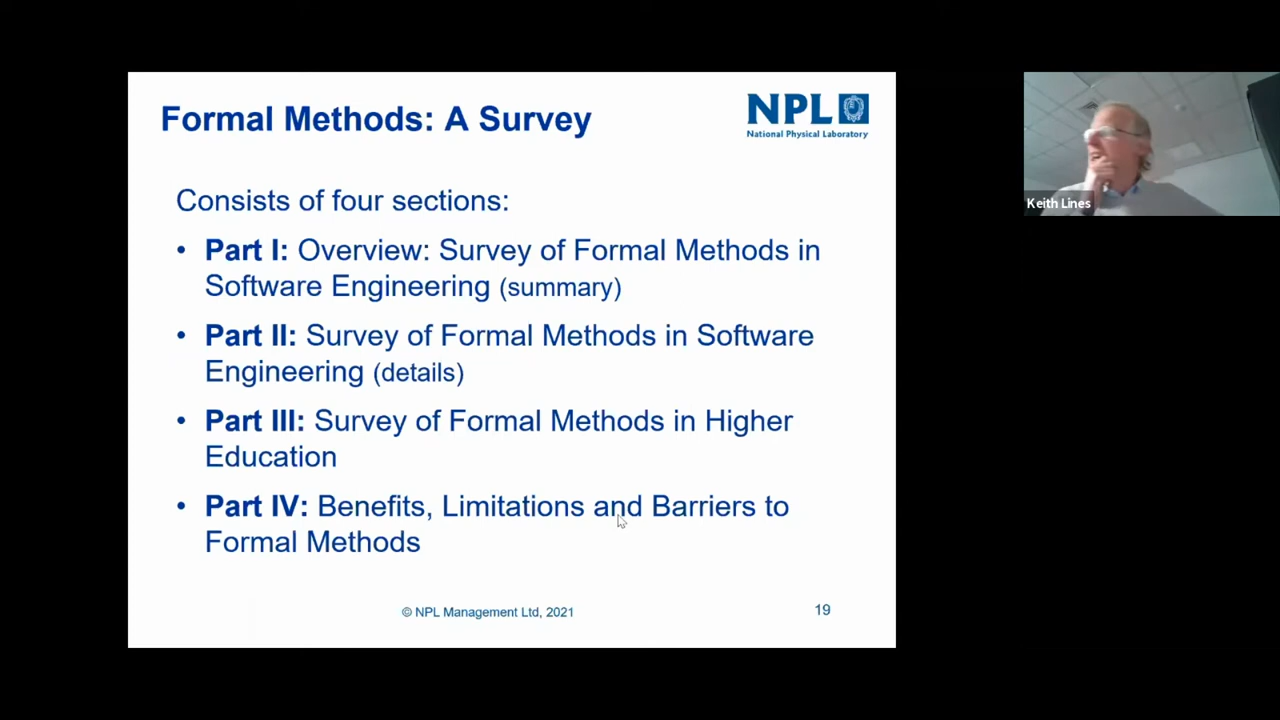 Formal Methods: A Survey
NPL
National Physical Laboratory
Consists of four sections:
• Part I: Overview: Survey of Formal Methods in
Software Engineering (summary)
• Part II: Survey of Formal Methods in Software
Engineering (details)
• Part III: Survey of Formal Methods in Higher
Education
• Part IV: Benefits, Limitations and Barriers to
Formal Methods
© NPL Management Ltd, 2021
19
Keith Lines